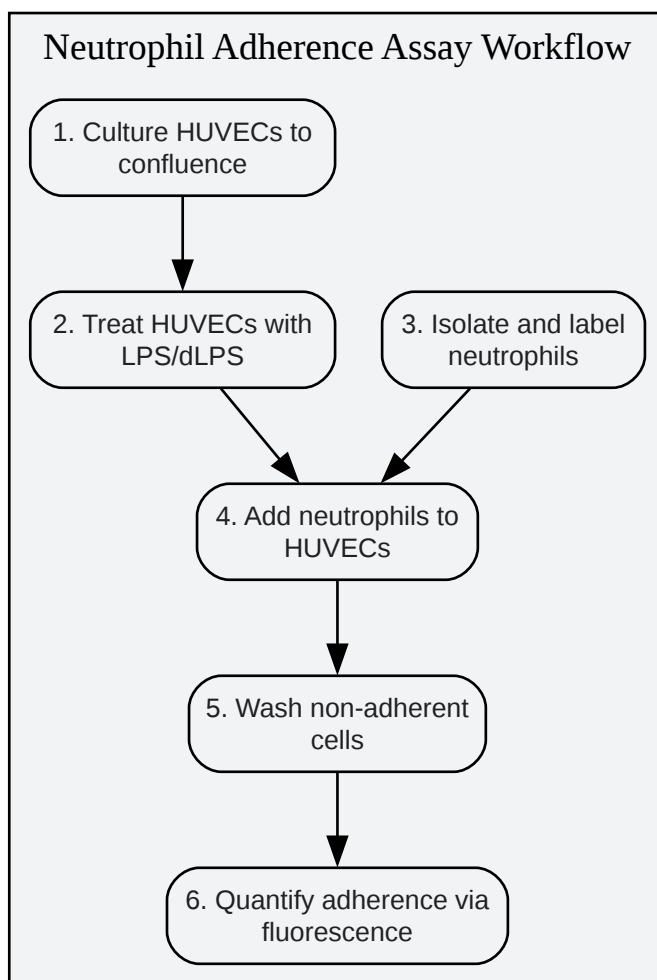 Neutrophil Adherence Assay Workflow
1. Culture HUVECs to
confluence
2. Treat HUVECs with
LPS/dLPS
3. Isolate and label
neutrophils
4. Add neutrophils to
HUVECs
5. Wash non-adherent
cells
6. Quantify adherence via
fluorescence